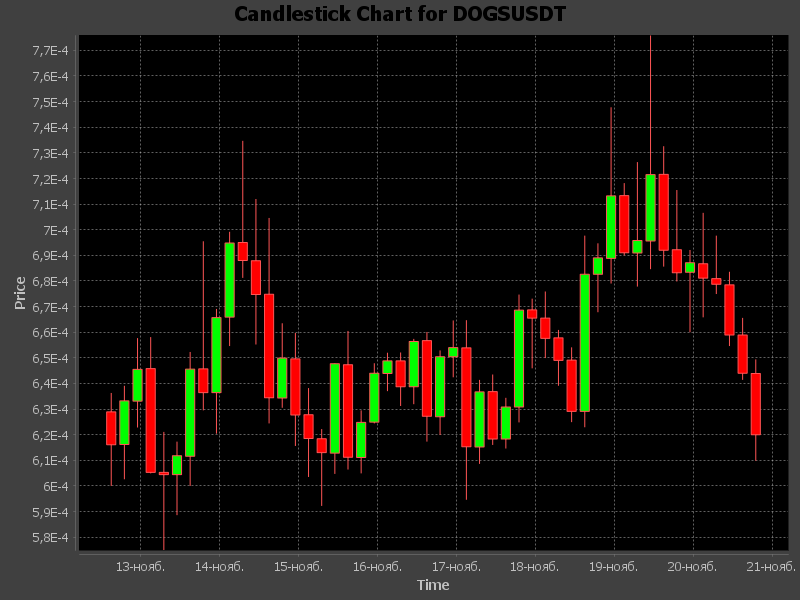 Candlestick Chart for DOGSUSDT
7,7E-4
7,6E-4
7,5E-4
7,4E-4
7,3E-4
7,2E-4
7,1E-4
7E-4
6,9E-4
6,8E-4
6,7E-4
6,6E-4
6,5E-4
6,4E-4
6,3E-4
6,2E-4
6,1E-4
6E-4
5,9E-4
5,8E-4
Price
13-нояб. 14-нояб. 15-нояб. 16-нояб. 17-нояб. 18-нояб. 19-нояб. 20-нояб. 21-нояб.
Time